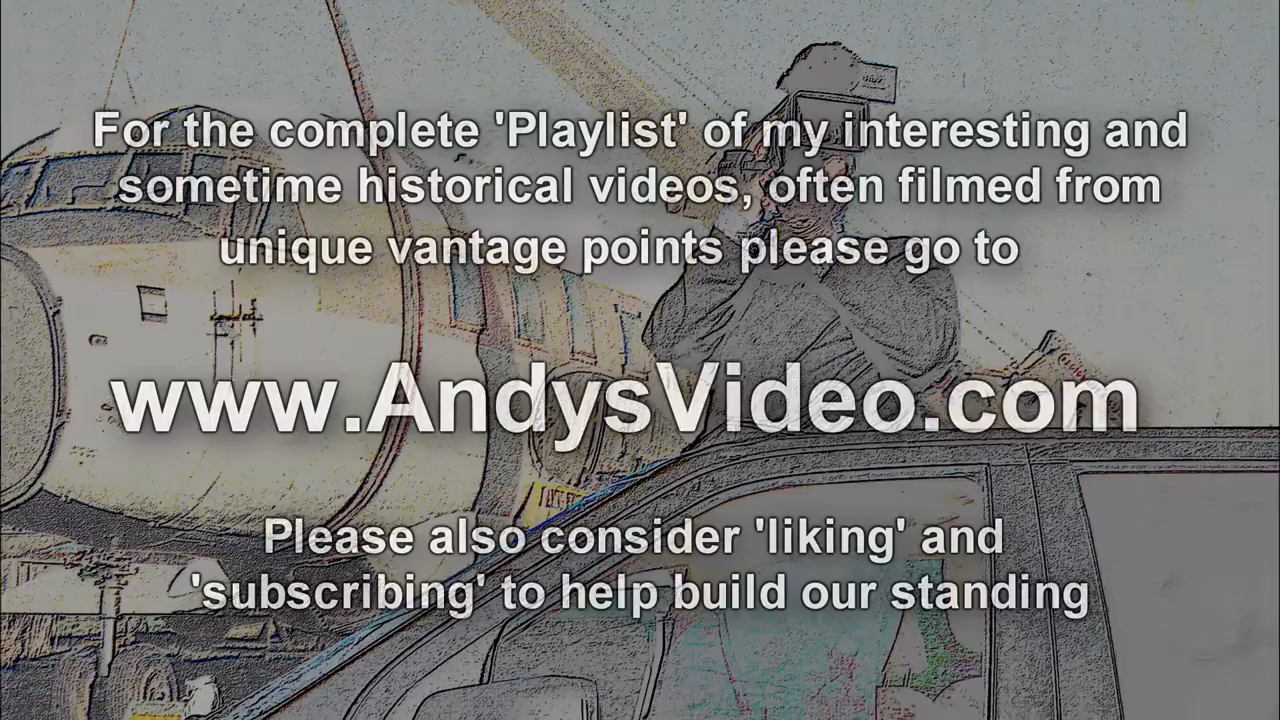 For the complete 'Playlist' of my interesting and
sometime historical videos, often filmed from
unique vantage points please go to
www.AndysVideo.com
Please also consider 'liking' and
'subscribing' to help build our standing